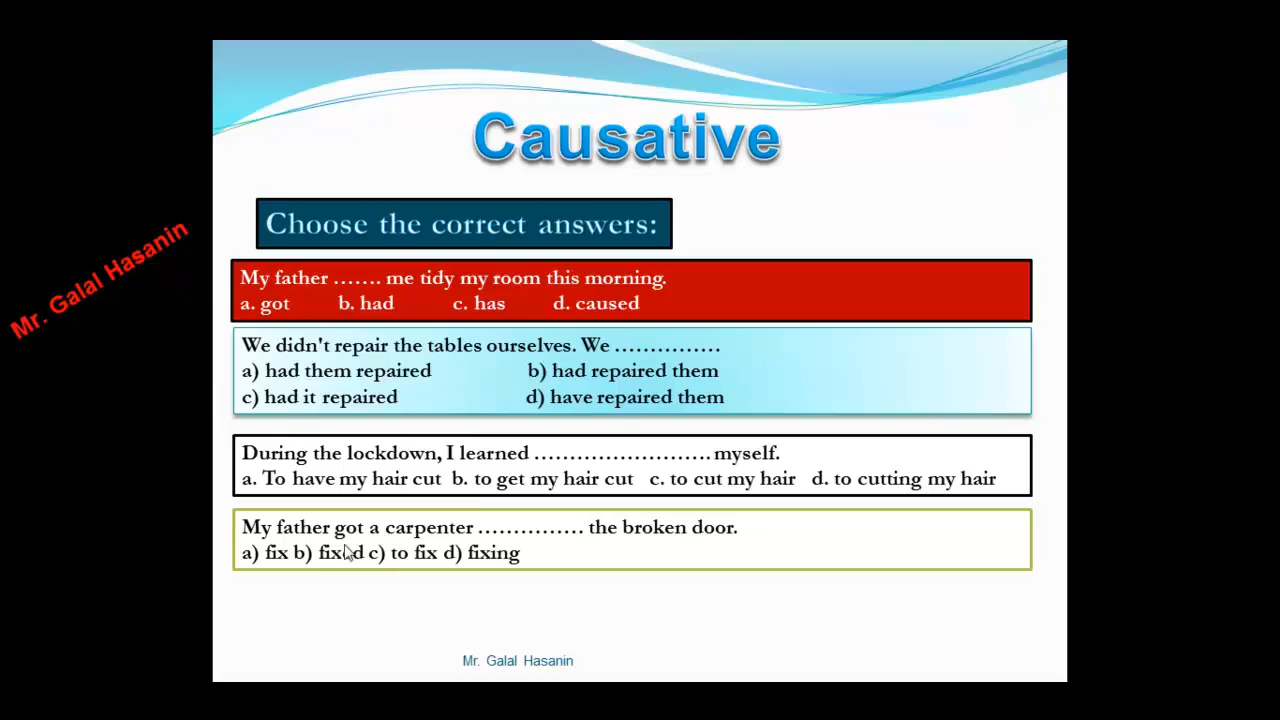 Causative
Choose the correct answers:
Mr. Galal Hasanin
My father ……. me tidy my room this morning.
a. got b. had c. has d. caused
We didn't repair the tables ourselves. We ……………
a) had them repaired b) had repaired them
c) had it repaired d) have repaired them
During the lockdown, I learned ……………………. myself.
a. To have my hair cut b. to get my hair cut c. to cut my hair d. to cutting my hair
My father got a carpenter …………… the broken door.
a) fix b) fixed c) to fix d) fixing
Mr. Galal Hasanin